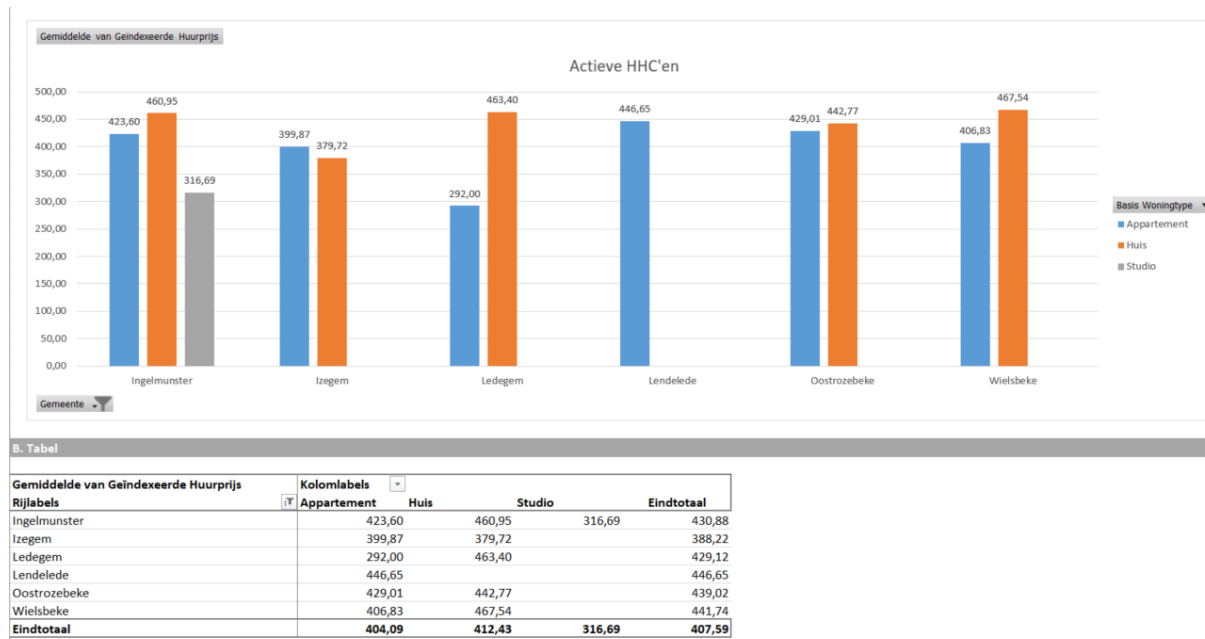 Gemiddelde van Geïndexeerde Huurprijs
Actieve HHC'en
500,00
450,00
400,00
350,00
300,00
250,00
200,00
150,00
100,00
50,00
0,00
423,60
460,95
316,69
399,87
379,72
292,00
463,40
446,65
429,01
442,77
406,83
467,54
Ingelmunster
Izegem
Ledegem
Lendelede
Oostrozebeke
Wielsbeke
Basis Woningtype
Appartement
Huis
Studio
Gemeente
B. Tabel
Gemiddelde van Geïndexeerde Huurprijs Kolomlabels
Rijlabels Appartement Huis Studio Eindtotaal
Ingelmunster 423,60 460,95 316,69 430,88
Izegem 399,87 379,72 388,22
Ledegem 292,00 463,40 429,12
Lendelede 446,65 446,65
Oostrozebeke 429,01 442,77 439,02
Wielsbeke 406,83 467,54 441,74
Eindtotaal 404,09 412,43 316,69 407,59